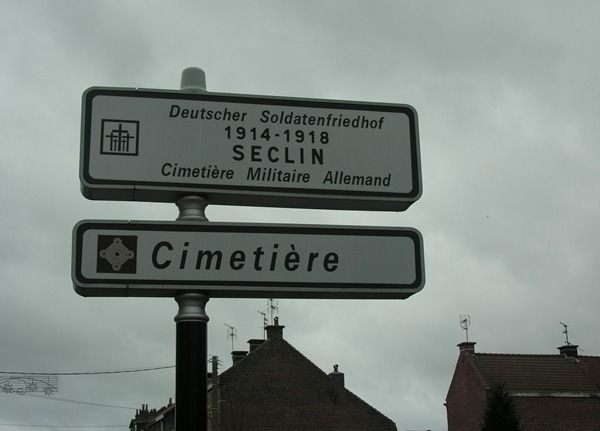 Deutscher Soldatenfriedhof
1914-1918
SECLIN
Cimetière Militaire Allemand
Cimetière